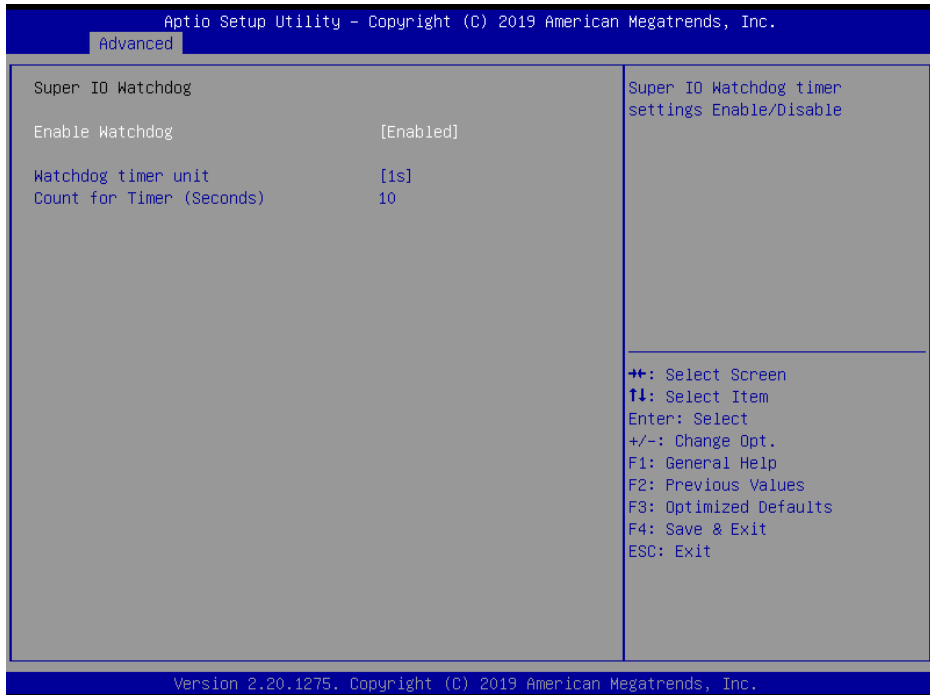 Aptio Setup Utility – Copyright (C) 2019 American Megatrends, Inc.
Advanced
Super IO Watchdog
Enable Watchdog [Enabled]
Watchdog timer unit [1s]
Count for Timer (Seconds) 10
Super IO Watchdog timer
settings Enable/Disable
→←: Select Screen
↑↓: Select Item
Enter: Select
+/-: Change Opt.
F1: General Help
F2: Previous Values
F3: Optimized Defaults
F4: Save & Exit
ESC: Exit
Version 2.20.1275. Copyright (C) 2019 American Megatrends, Inc.